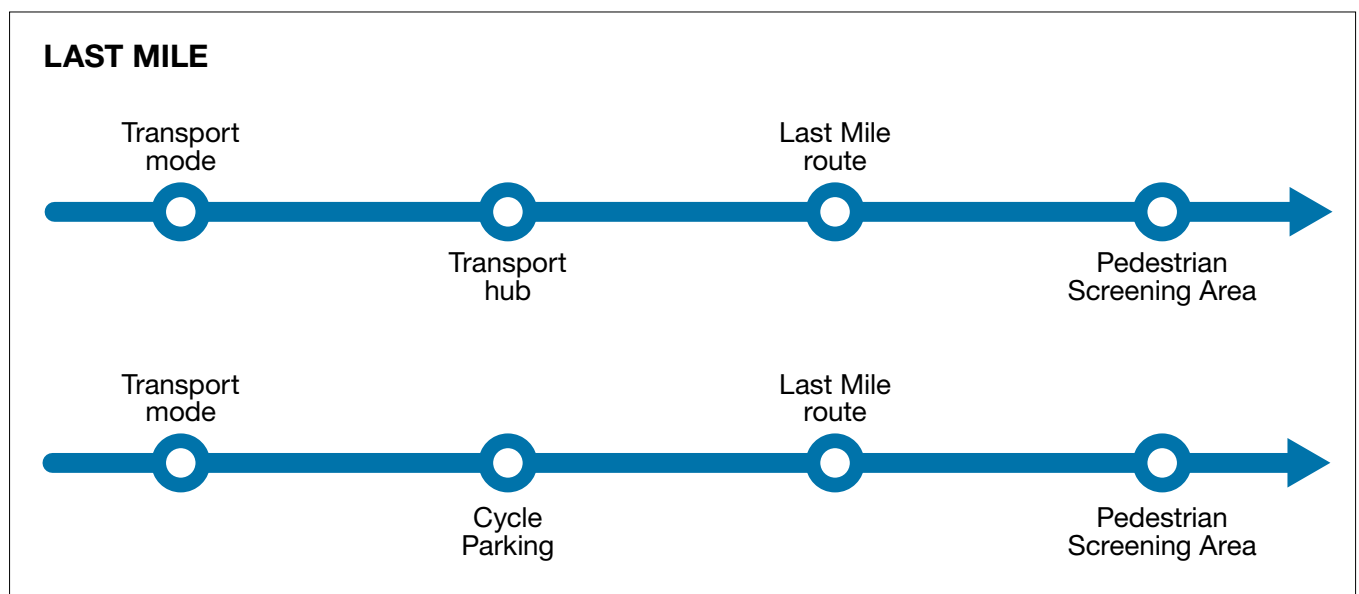 LAST MILE
Transport
mode
Last Mile
route
Transport
hub
Pedestrian
Screening Area
Transport
mode
Last Mile
route
Cycle
Parking
Pedestrian
Screening Area